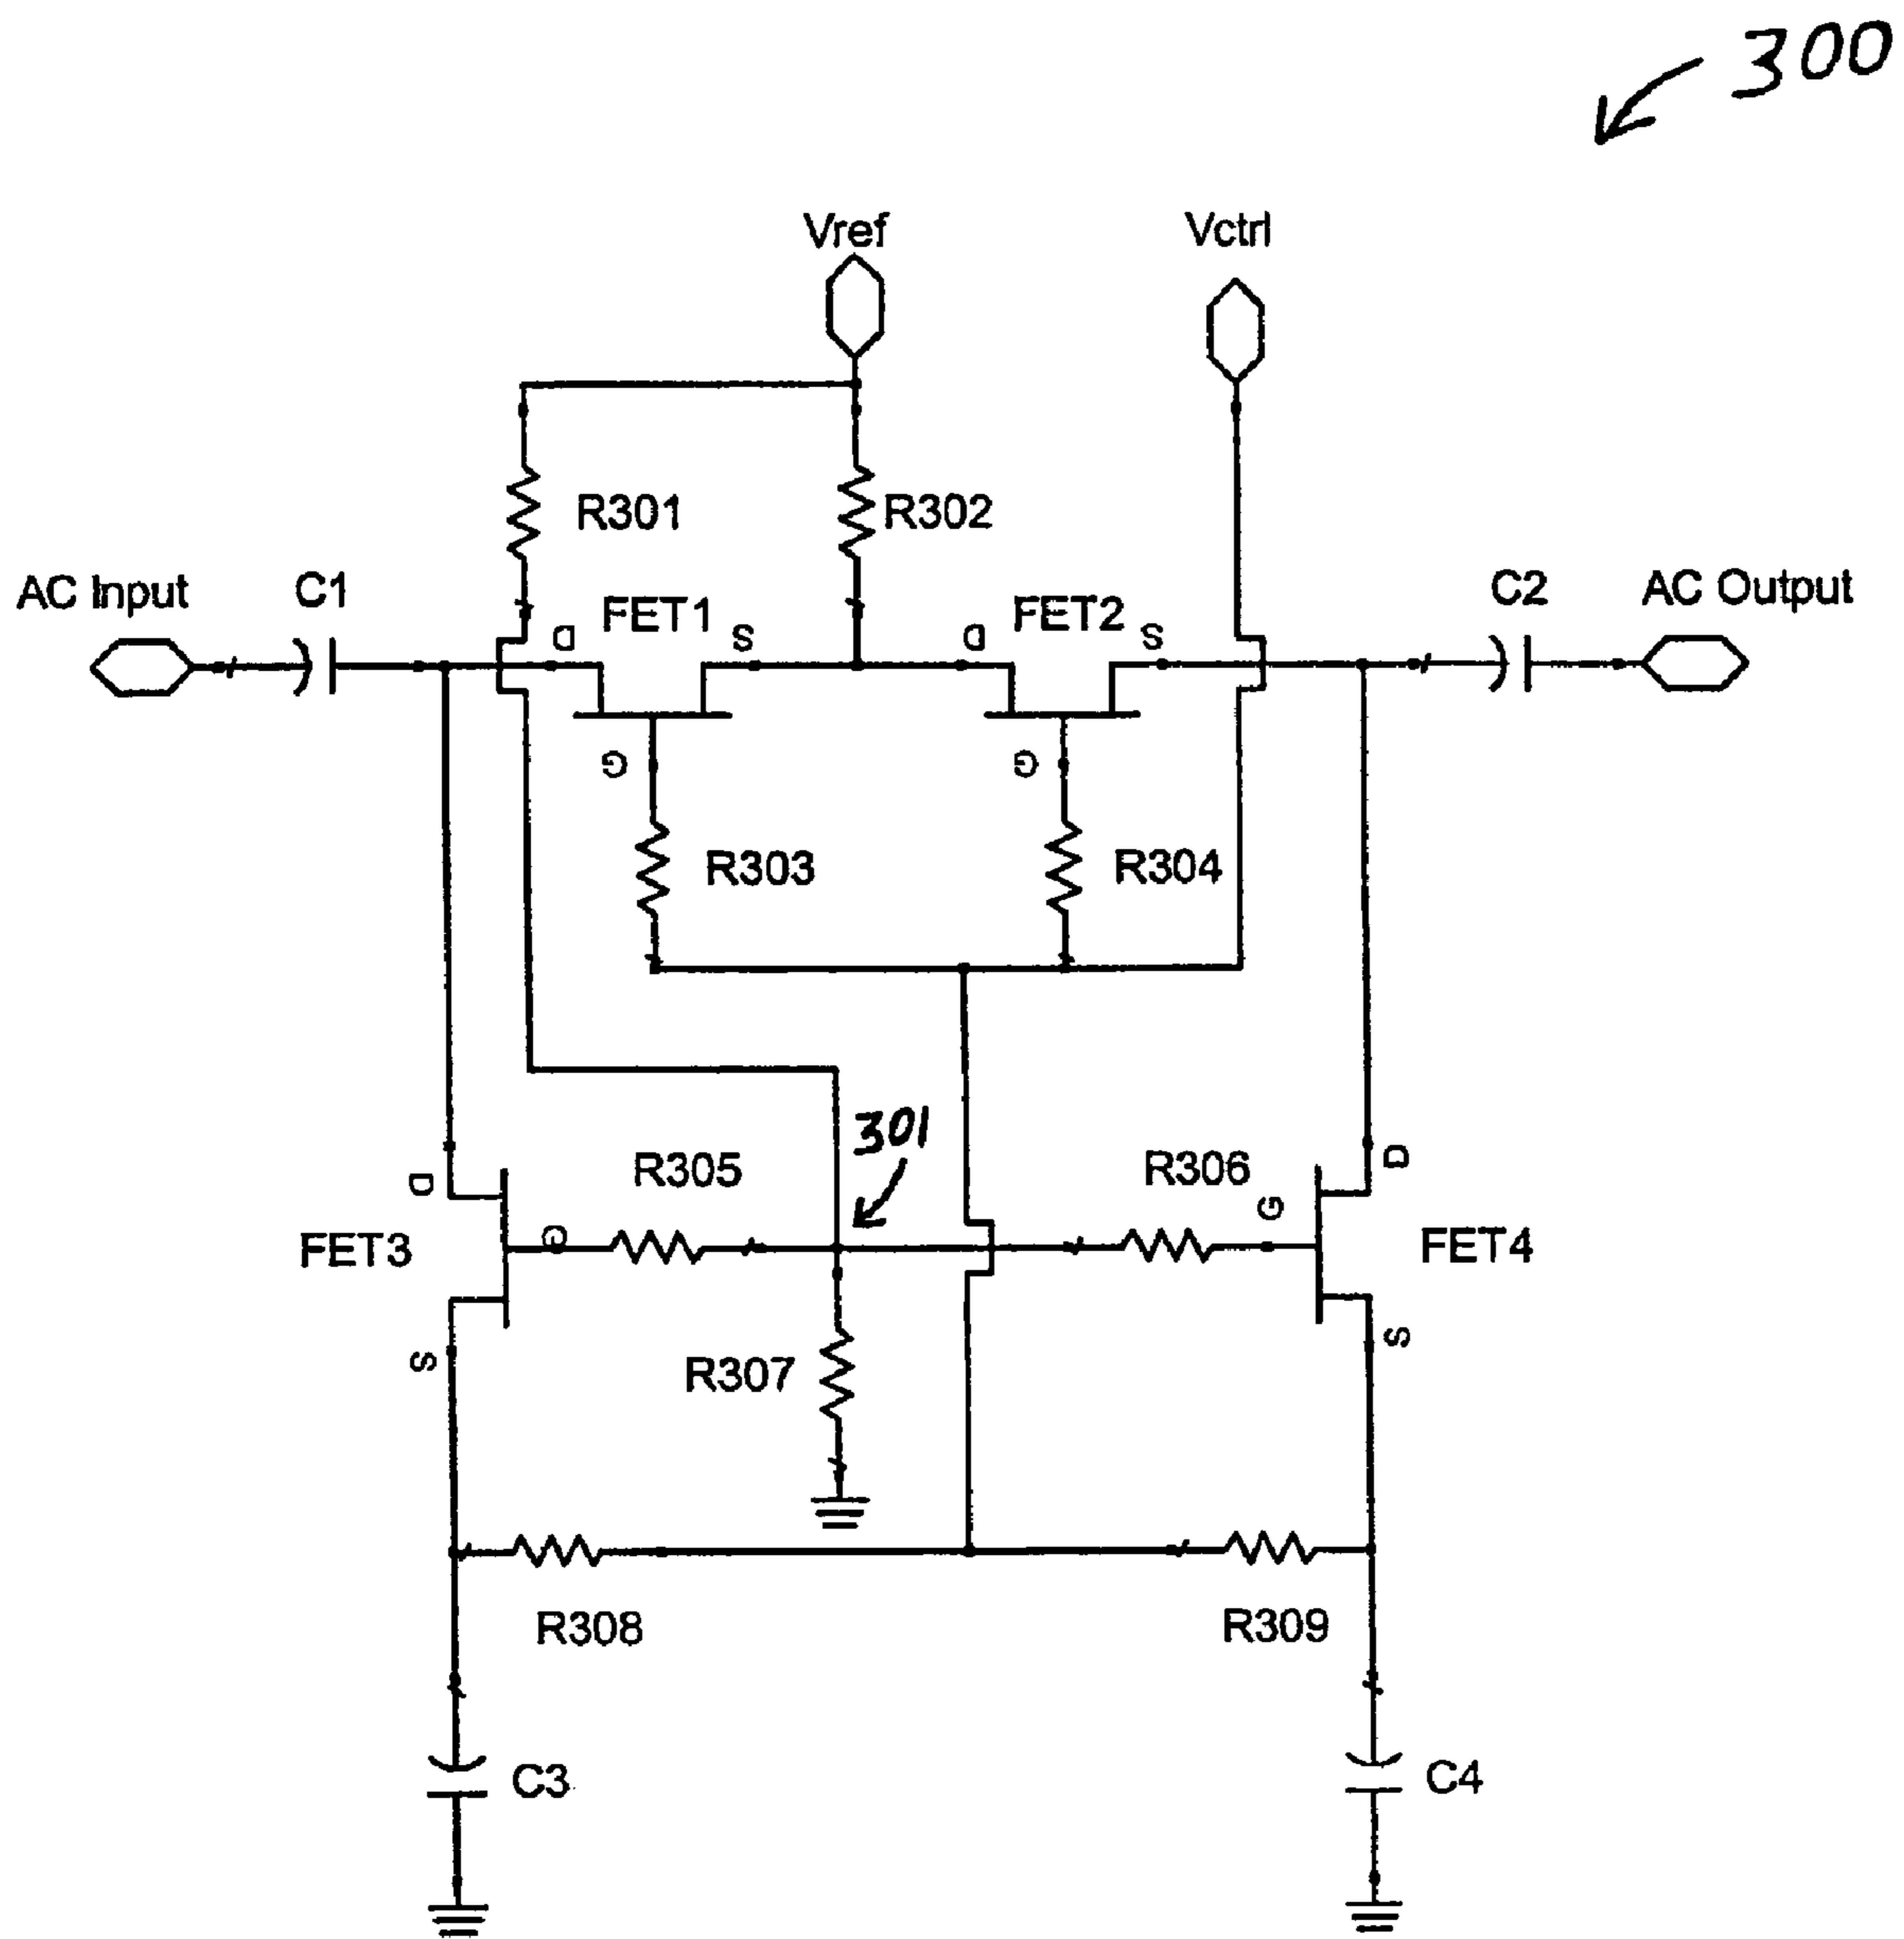 300
Vref
Vctrl
R301
R302
AC Input
C1
FET1
FET2
C2
AC Output
D
S
D
S
G
G
R303
R304
301
R305
R306
D
D
G
G
FET3
FET4
S
S
R307
R308
R309
C3
C4